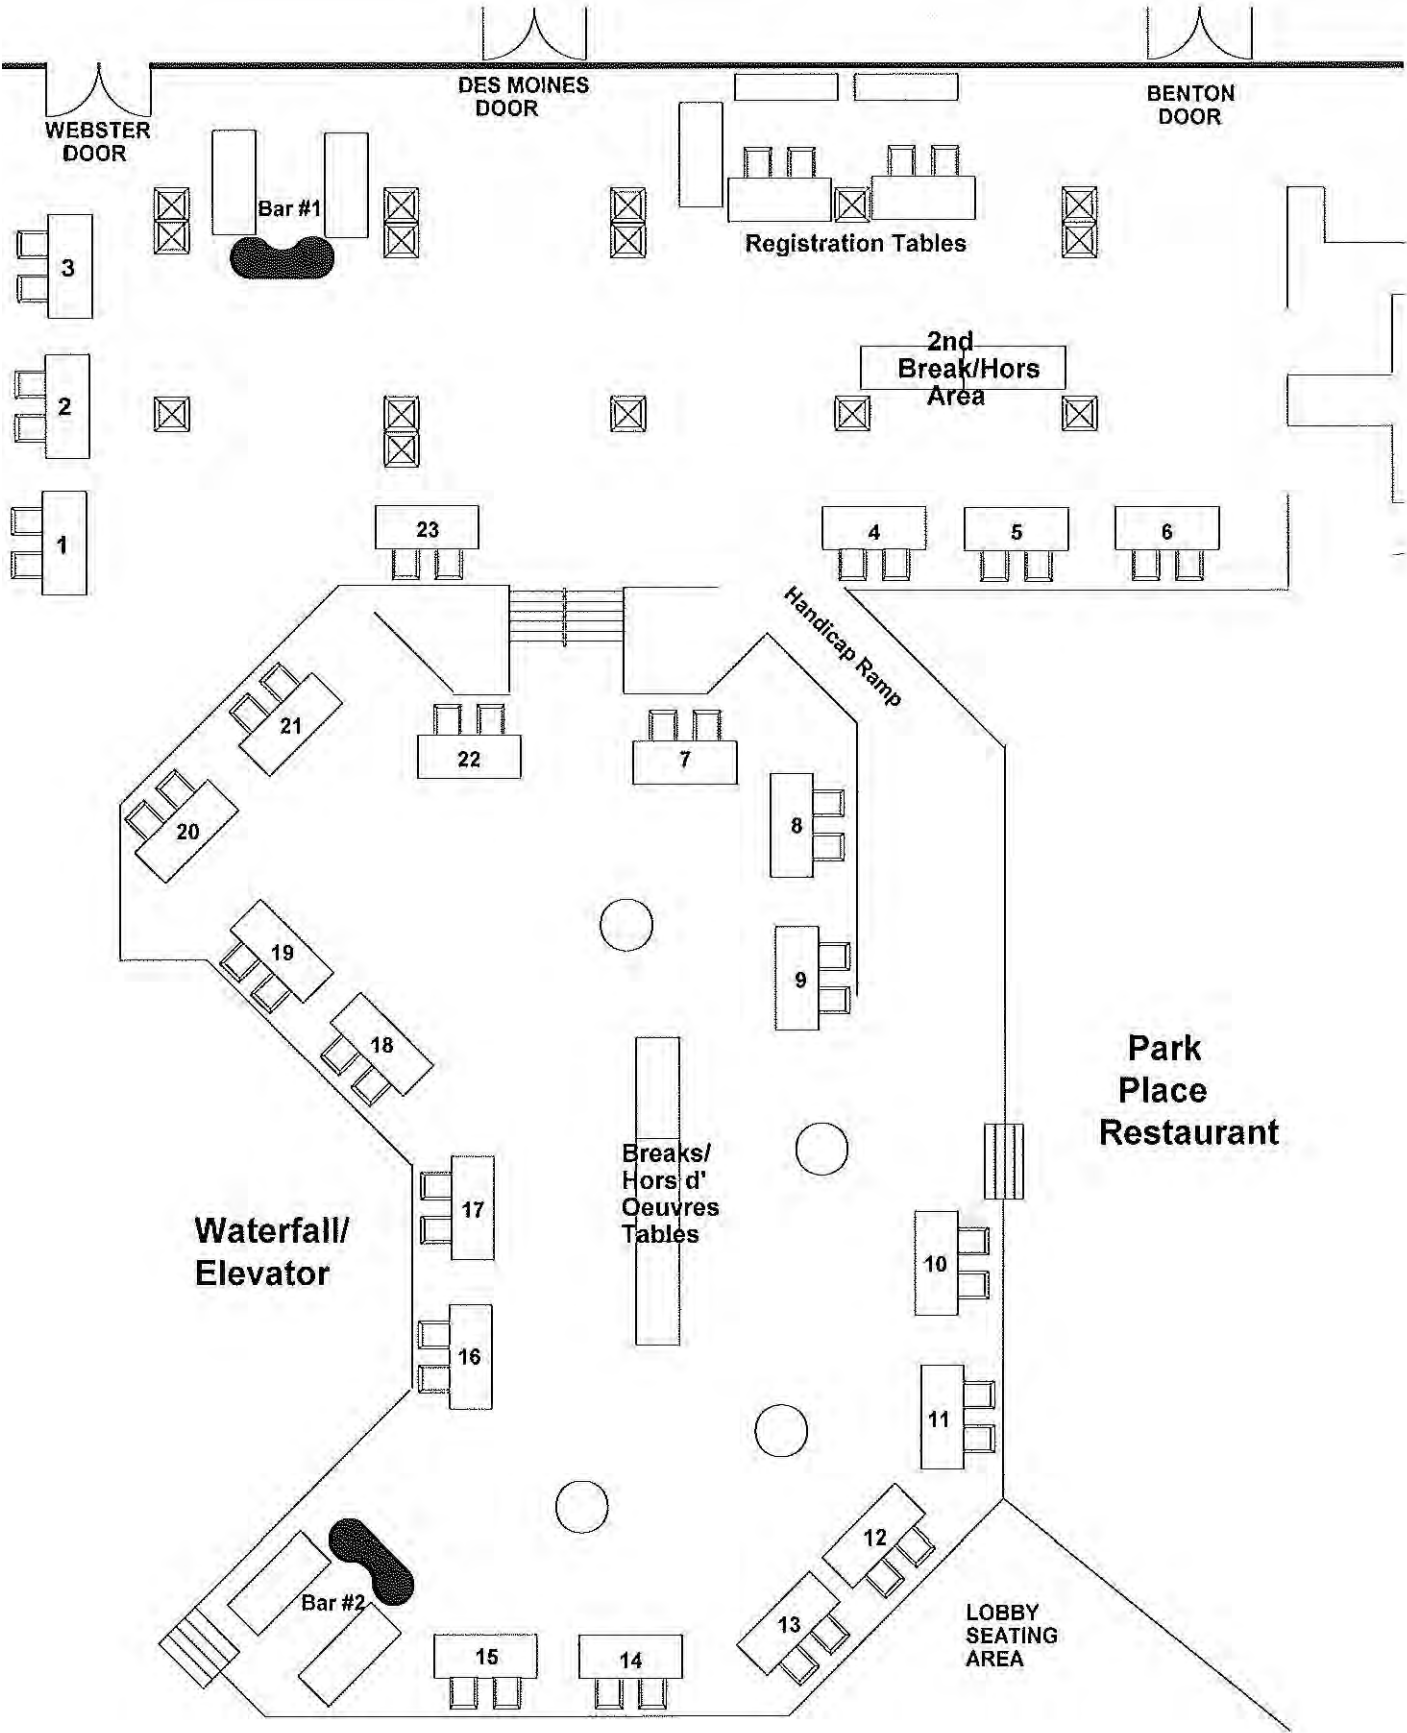 DES MOINES
DOOR
BENTON
DOOR
WEBSTER
DOOR
Bar #1
Registration Tables
3
2nd
Break/Hors
Area
2
1
23
4
5
6
Handicap Ramp
21
22
7
20
8
19
9
18
Park
Place
Restaurant
Breaks/
Hors d'
Oeuvres
Tables
17
Waterfall/
Elevator
10
16
11
12
Bar #2
13
LOBBY
SEATING
AREA
15
14